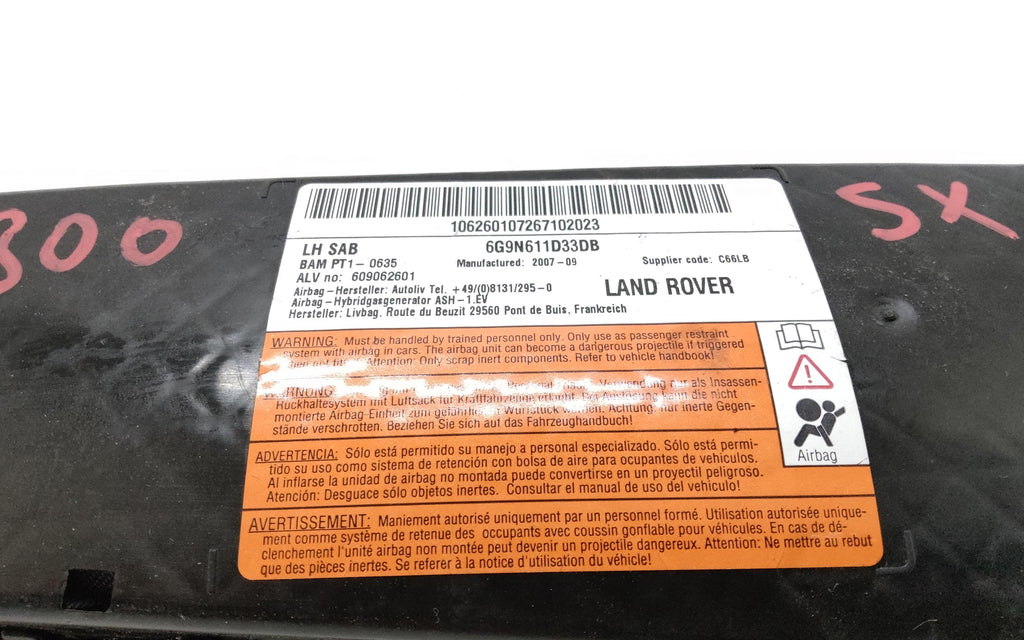 300
SX
106260107267102023
LH SAB
6G9N611D33DB
BAM PT1-0635
Manufactured: 2007-09
Supplier code: C66LB
ALV no: 609062601
LAND ROVER
Airbag-Hersteller: Autoliv Tel. +49/(0)8131/295-0
Airbag-Hybridgasgenerator ASH-1.EV
Hersteller: Livbag, Route du Beuzit 29560 Pont de Buis, Frankreich
WARNING: Must be handled by trained personnel only. Only use as passenger restraint
system with airbag in cars. The airbag unit can become a dangerous projectile if triggered
Attention: Only scrap inert components. Refer to vehicle handbook!
WARNUNG: Verwendung nur als Insassen-
Rückhaltesystem mit Luftsack für Kraftfahrzeuge erlaubt. Bei Auslösung kann die nicht
montierte Airbag-Einheit zum gefährlichen Wurfstück werden. Achtung: nur inerte Gegen-
stände verschrotten. Beziehen Sie sich auf das Fahrzeughandbuch!
ADVERTENCIA: Sólo está permitido su manejo a personal especializado. Sólo está permi-
tido su uso como sistema de retención con bolsa de aire para ocupantes de vehículos.
Al inflarse la unidad de airbag no montada puede convertirse en un proyectil peligroso.
Atención: Desguace sólo objetos inertes. Consultar el manual de uso del vehículo!
AVERTISSEMENT: Maniement autorisé uniquement par un personnel formé. Utilisation autorisée unique-
ment comme système de retenue des occupants avec coussin gonflable pour véhicules. En cas de dé-
clenchement l'unité airbag non montée peut devenir un projectile dangereux. Attention: Ne mettre au rebut
que des pièces inertes. Se referer à la notice d'utilisation du véhicule!
Airbag